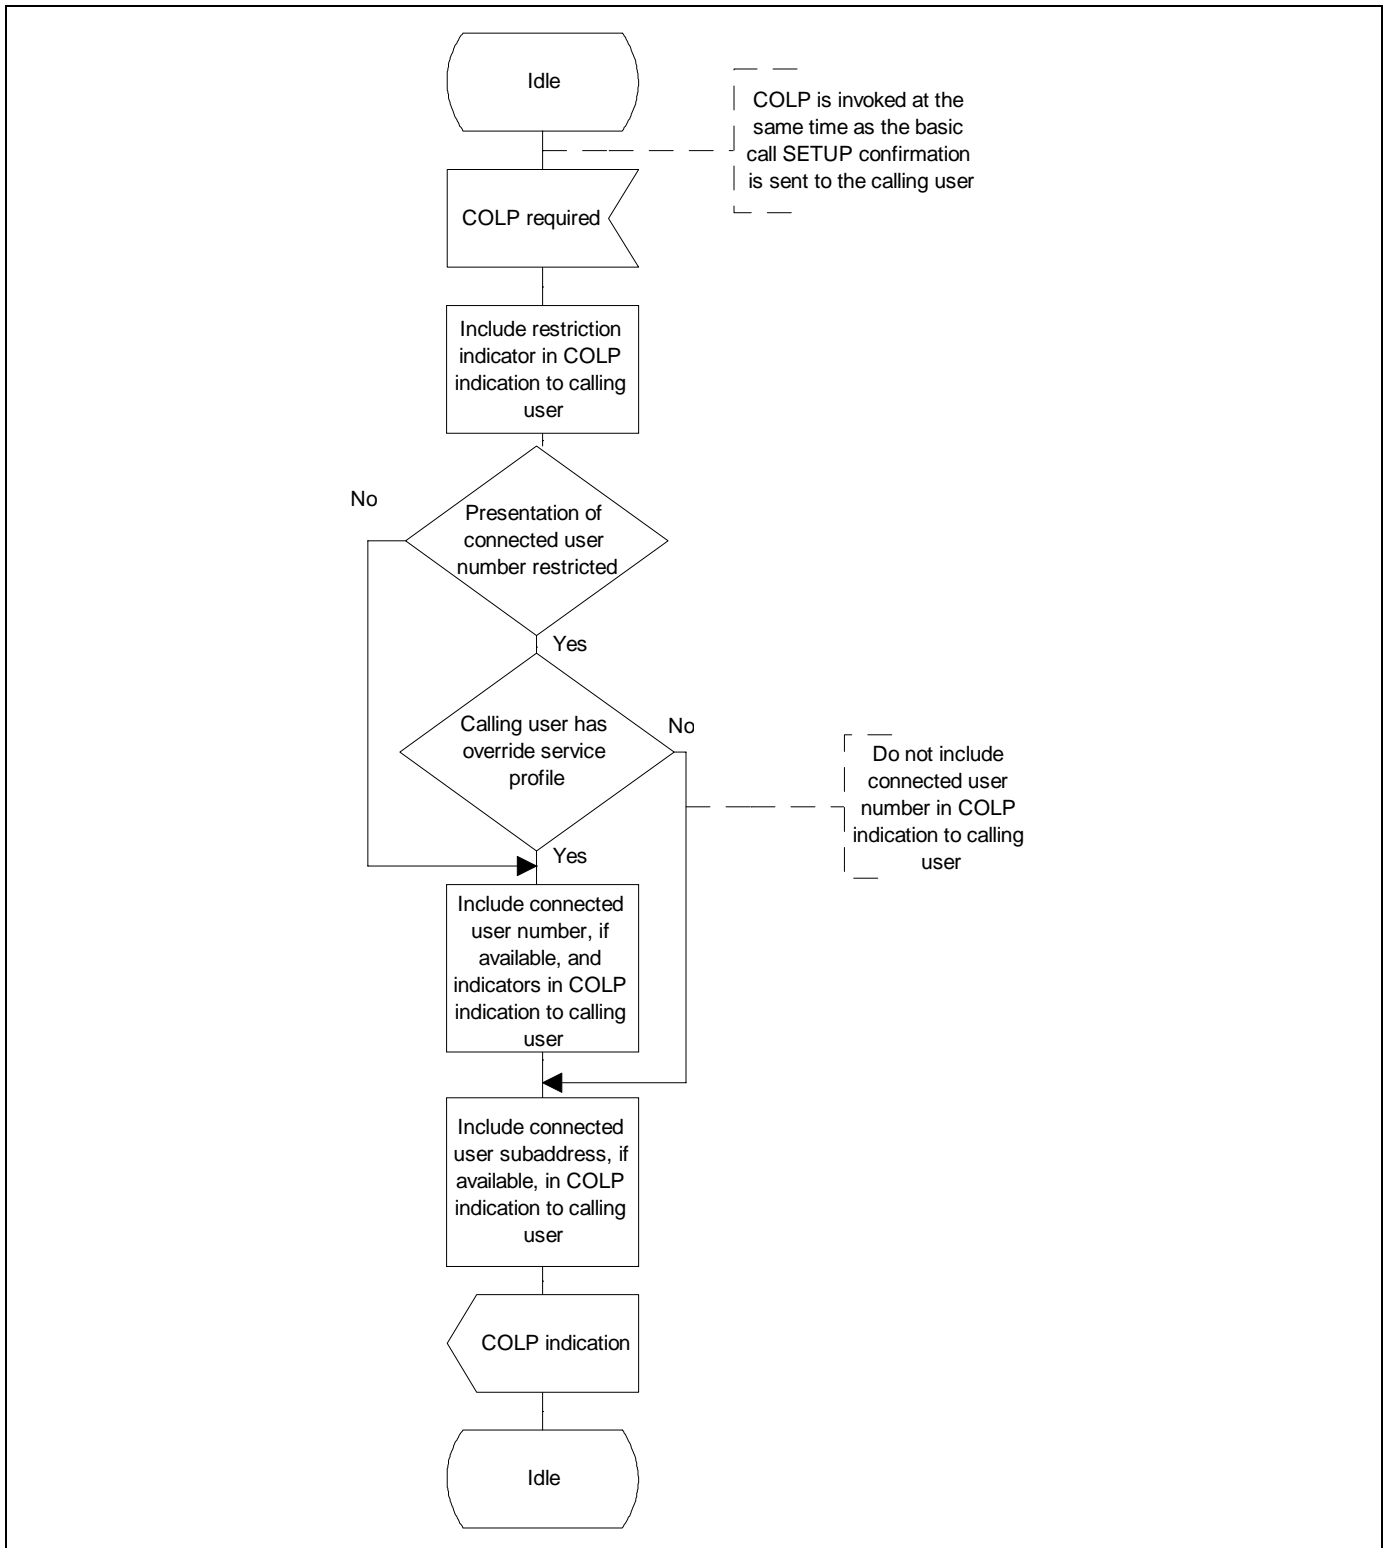 Idle
COLP is invoked at the
same time as the basic
call SETUP confirmation
is sent to the calling user
COLP required
Include restriction
indicator in COLP
indication to calling
user
No
Presentation of
connected user
number restricted
Yes
Calling user has
override service
profile
No
Do not include
connected user
number in COLP
indication to calling
user
Yes
Include connected
user number, if
available, and
indicators in COLP
indication to calling
user
Include connected
user subaddress, if
available, in COLP
indication to calling
user
COLP indication
Idle